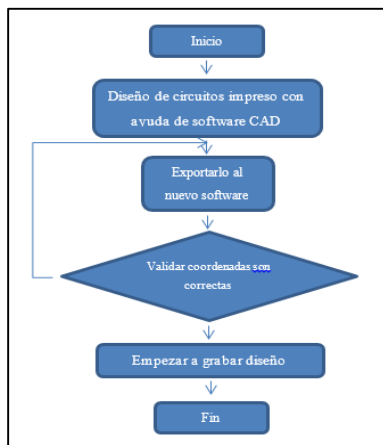 Inicio
Diseño de circuitos impreso con
ayuda de software CAD
Exportarlo al
nuevo software
Validar coordenadas son
correctas
Empezar a grabar diseño
Fin